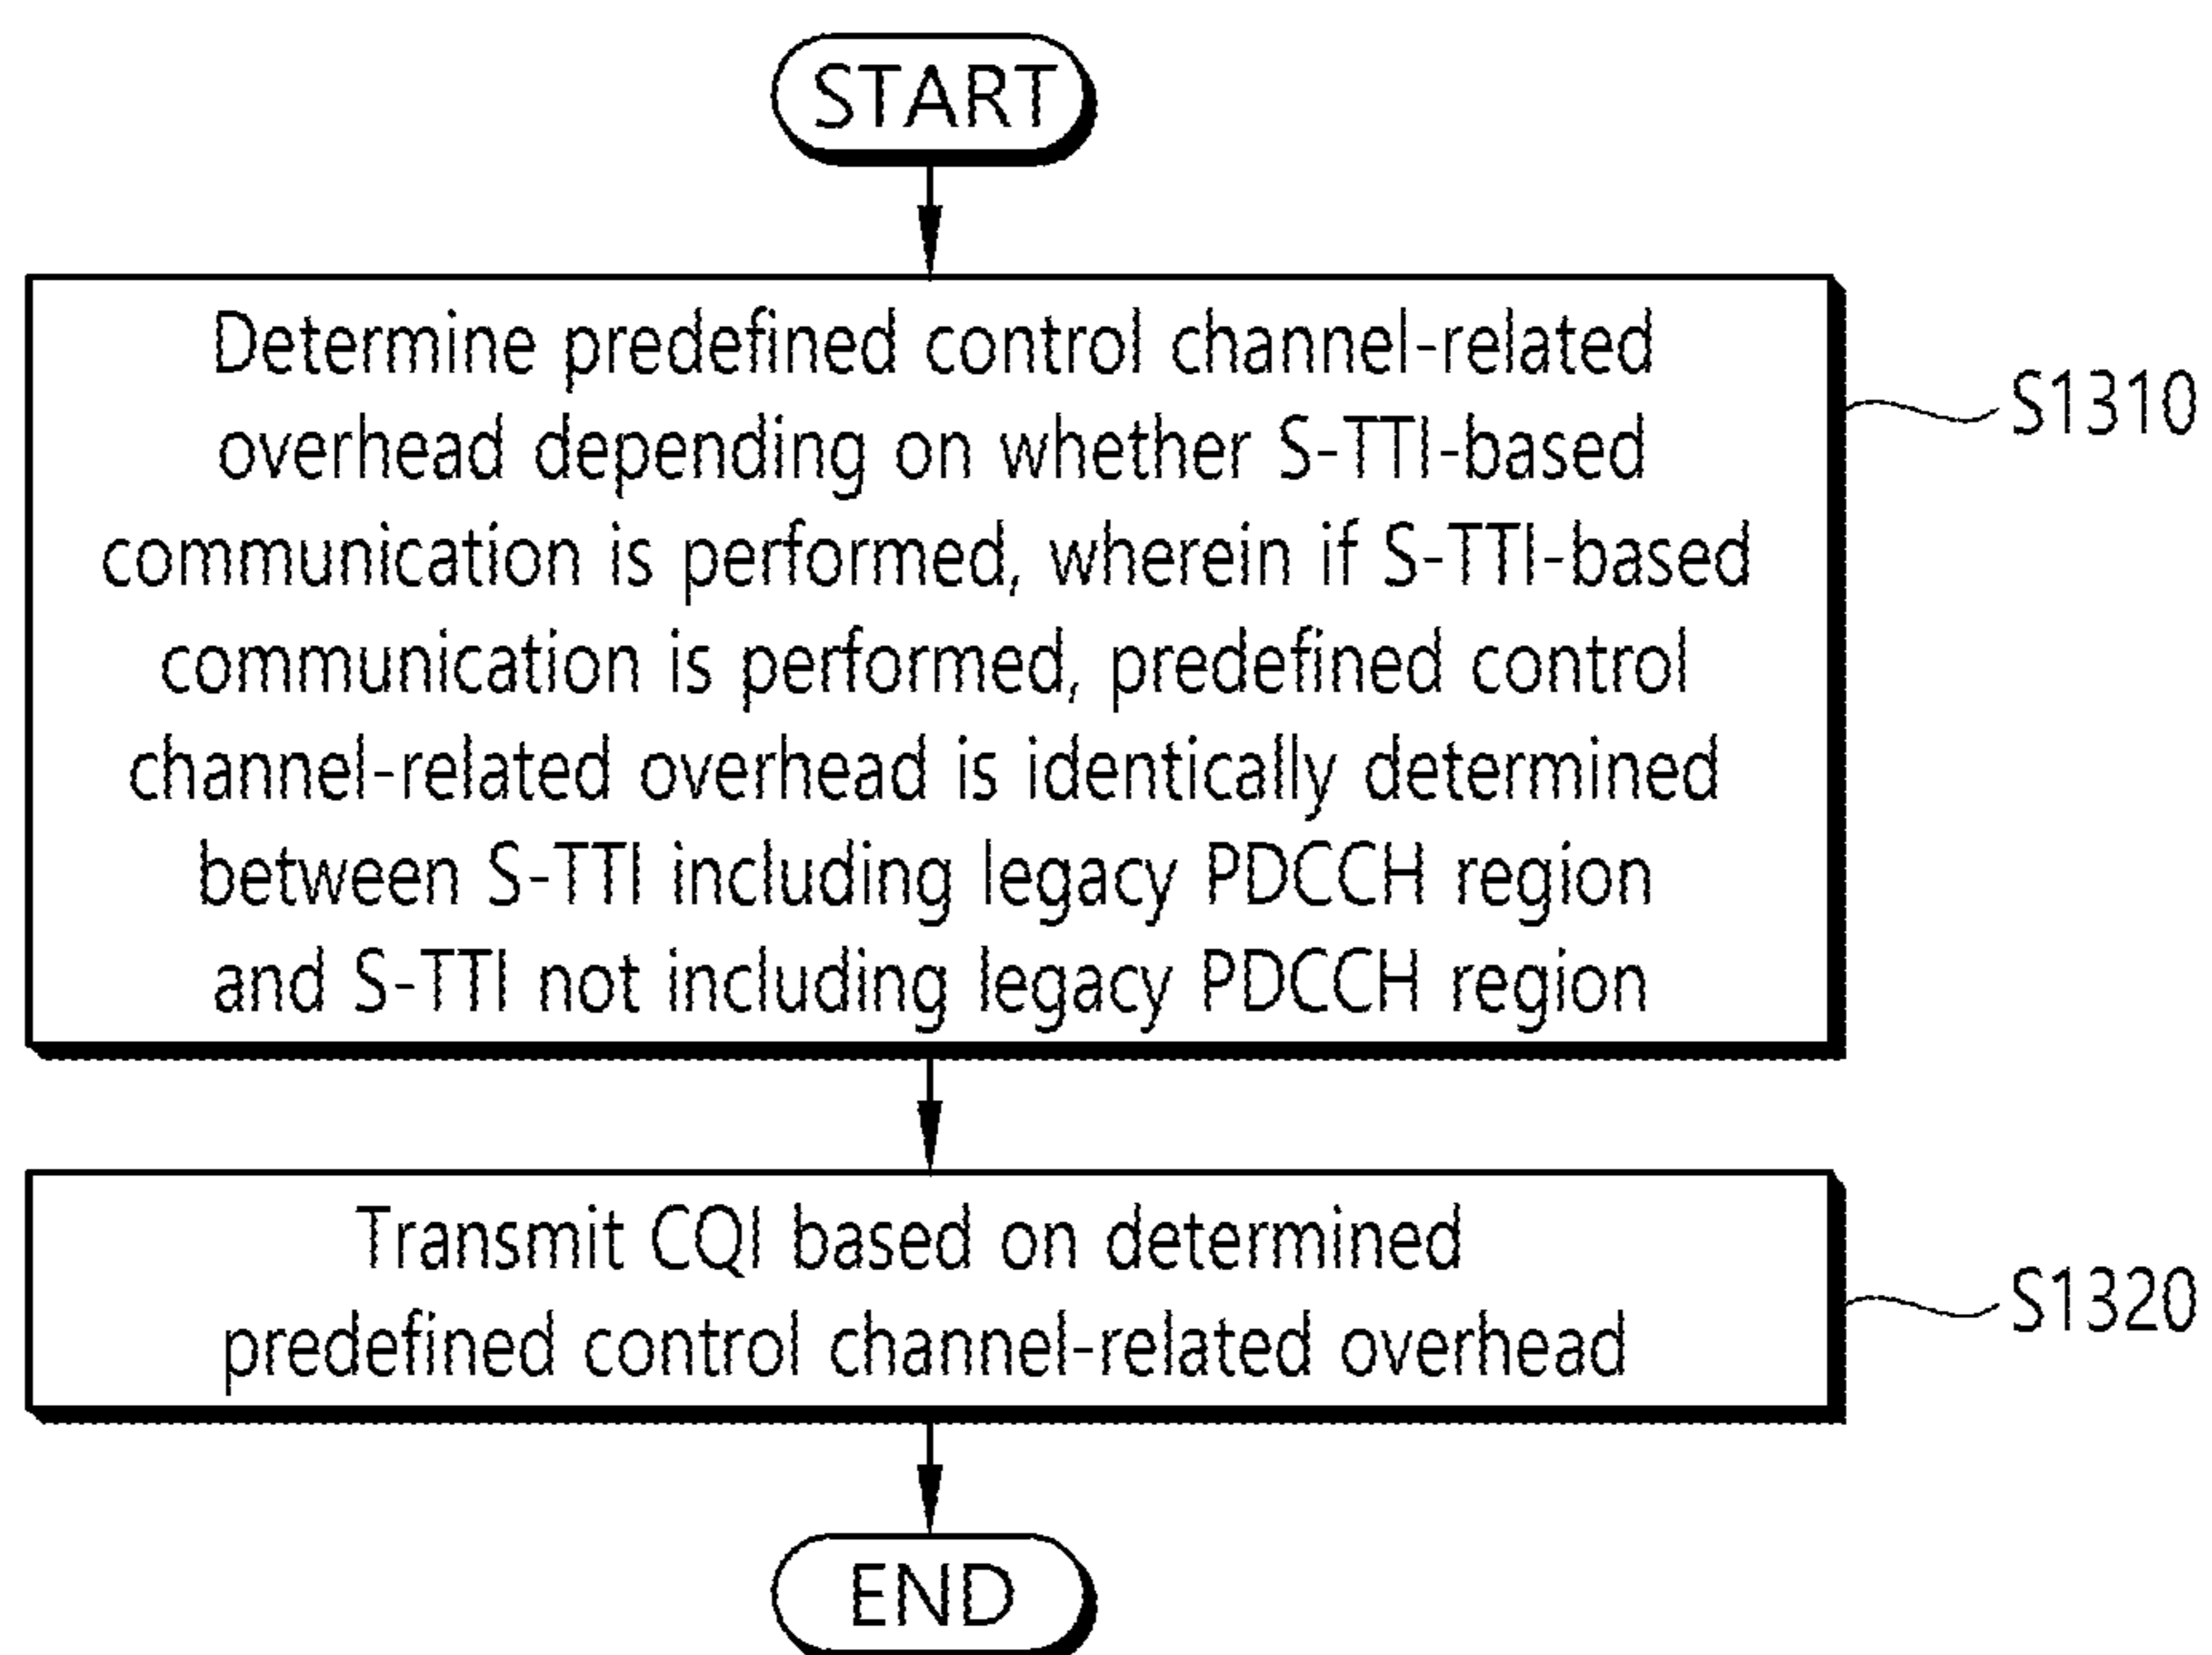 START
Determine predefined control channel-related
overhead depending on whether S-TTI-based
communication is performed, wherein if S-TTI-based
communication is performed, predefined control
channel-related overhead is identically determined
between S-TTI including legacy PDCCH region
and S-TTI not including legacy PDCCH region
S1310
Transmit CQI based on determined
predefined control channel-related overhead
S1320
END